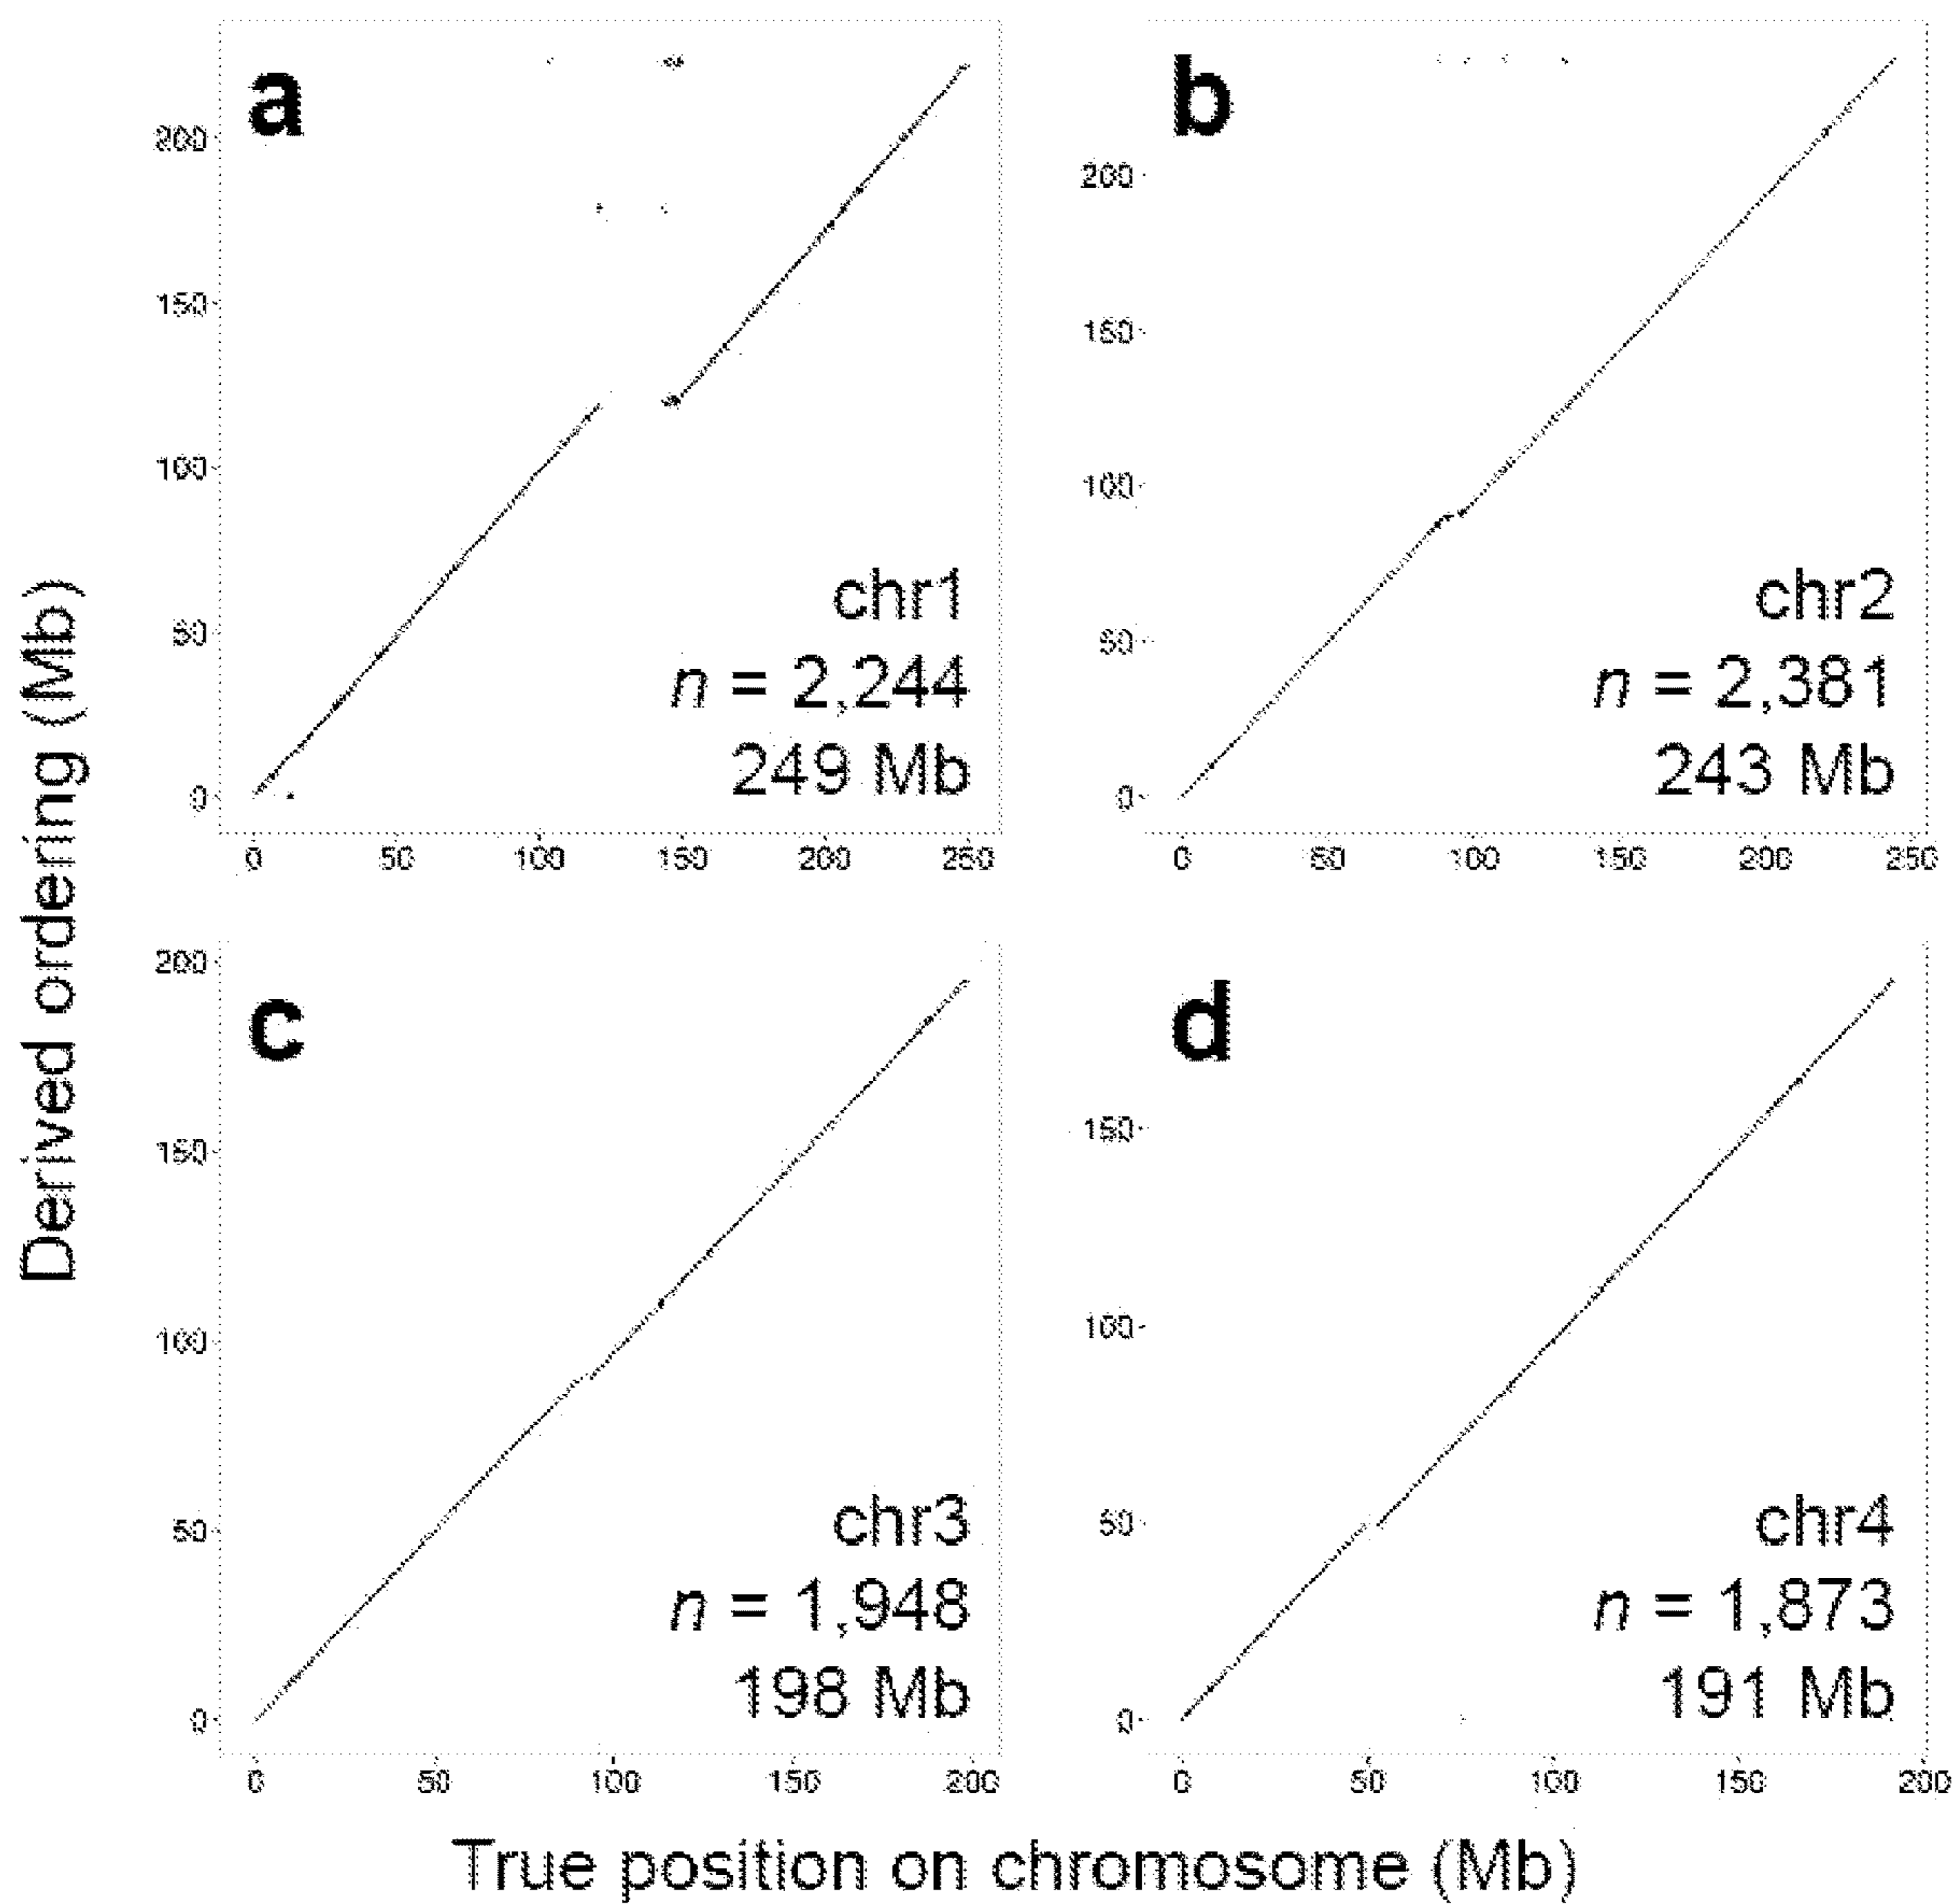 Derived ordering (Mb)
a
200
150
100
50
0
chr1
n = 2,244
249 Mb
0 50 100 150 200 250
b
200
150
100
50
0
chr2
n = 2,381
243 Mb
0 50 100 150 200 250
c
200
150
100
50
0
chr3
n = 1,948
198 Mb
0 50 100 150 200
d
150
100
50
0
chr4
n = 1,873
191 Mb
0 50 100 150 200
True position on chromosome (Mb)